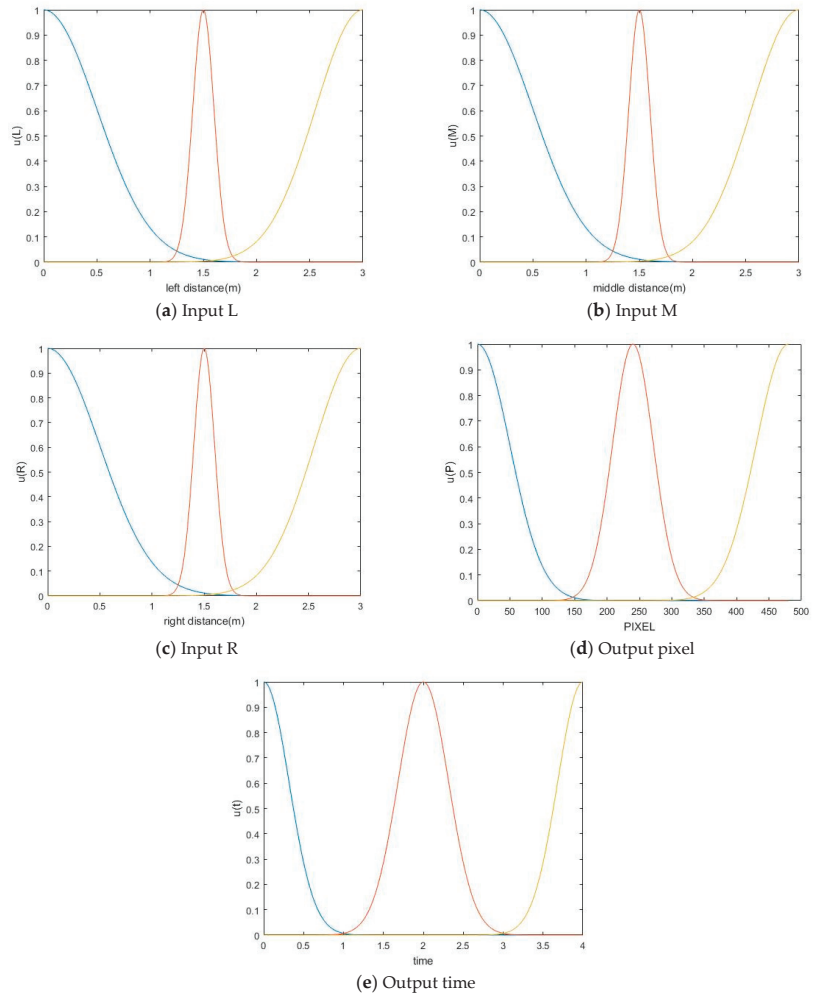 1
0.9
0.8
0.7
0.6
0.5
0.4
0.3
0.2
0.1
0
u(L)
0 0.5 1 1.5 2 2.5 3
left distance(m)
(a) Input L
1
0.9
0.8
0.7
0.6
0.5
0.4
0.3
0.2
0.1
0
u(M)
0 0.5 1 1.5 2 2.5 3
middle distance(m)
(b) Input M
1
0.9
0.8
0.7
0.6
0.5
0.4
0.3
0.2
0.1
0
u(R)
0 0.5 1 1.5 2 2.5 3
right distance(m)
(c) Input R
1
0.9
0.8
0.7
0.6
0.5
0.4
0.3
0.2
0.1
0
u(P)
0 50 100 150 200 250 300 350 400 450 500
PIXEL
(d) Output pixel
1
0.9
0.8
0.7
0.6
0.5
0.4
0.3
0.2
0.1
0
u(t)
0 0.5 1 1.5 2 2.5 3 3.5 4
time
(e) Output time